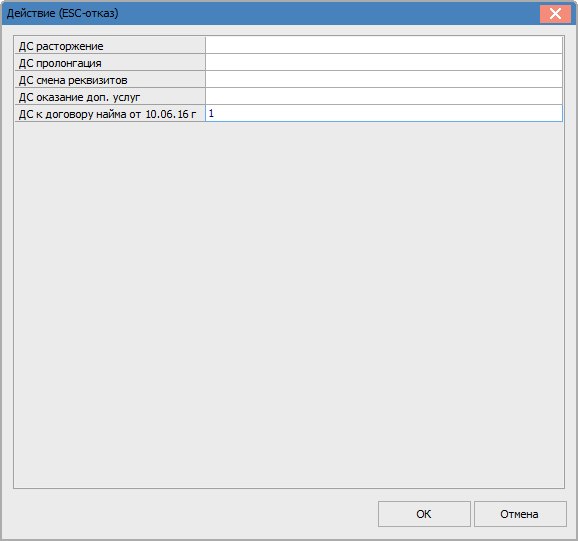 Действие (ESC-отказ)
ДС расторжение
ДС пролонгация
ДС смена реквизитов
ДС оказание доп. услуг
ДС к договору найма от 10.06.16 г 1
ОК Отмена